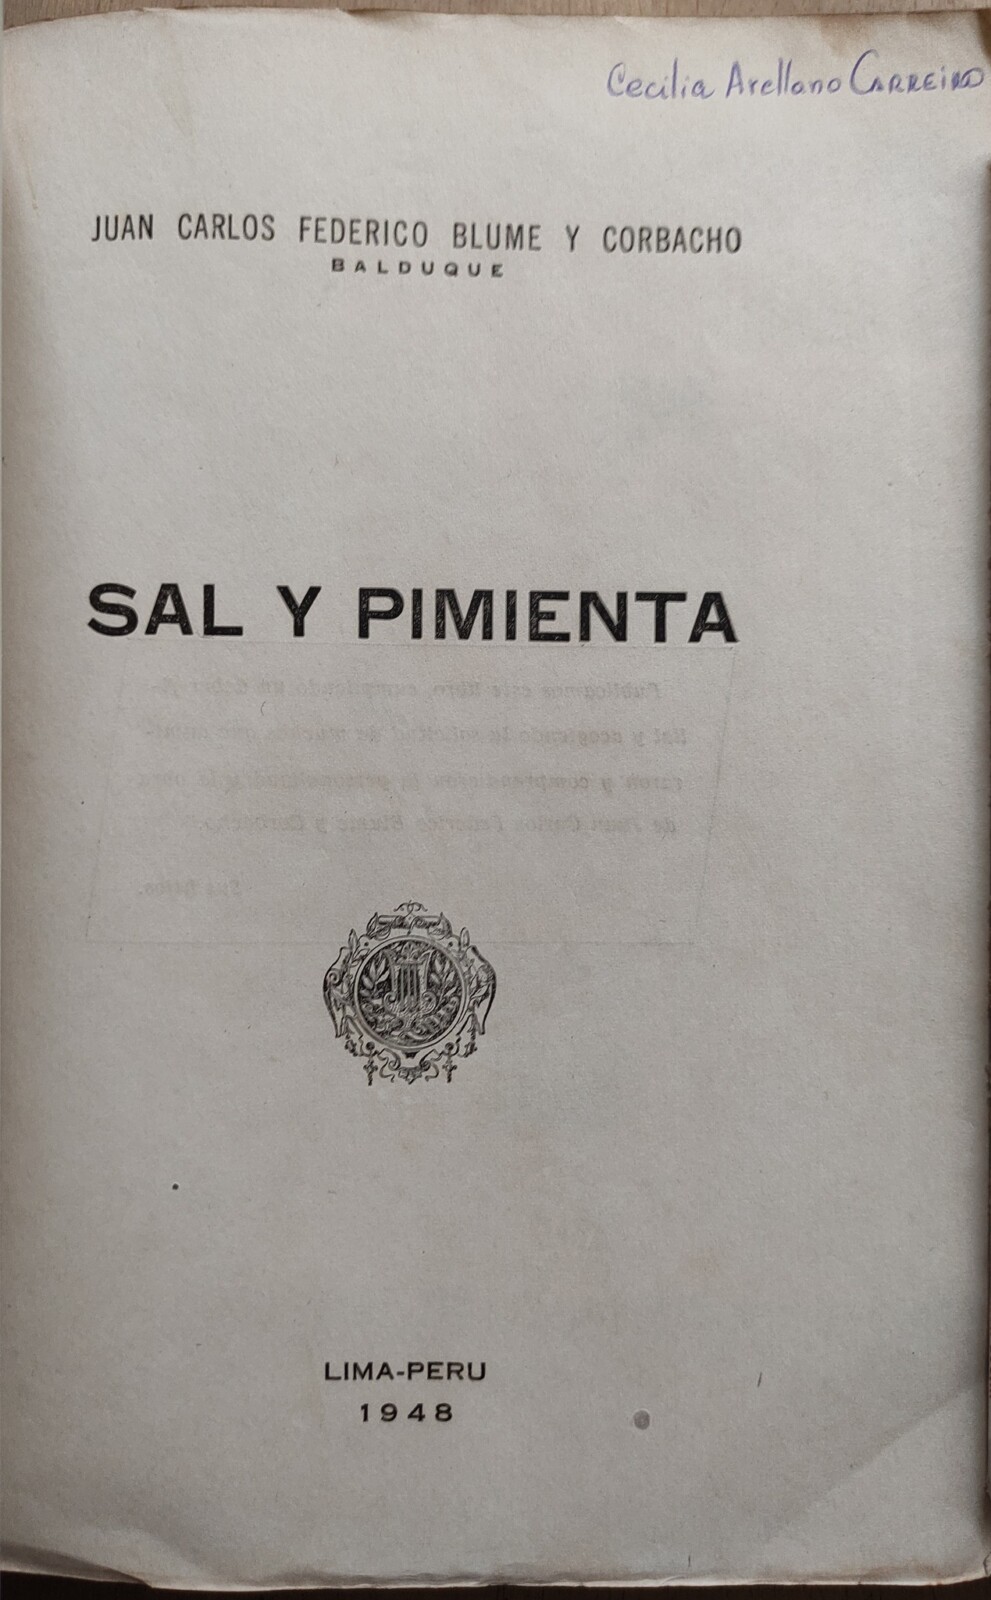 Cecilia Arellano CARREIRO
JUAN CARLOS FEDERICO BLUME Y CORBACHO
BALDUQUE
SAL Y PIMIENTA
LIMA-PERU
1948